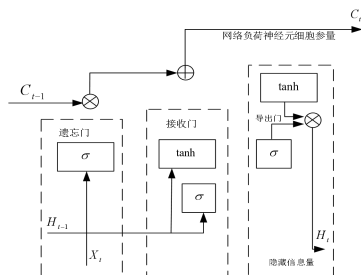 C_t
网络负荷神经元细胞参量
C_{t-1}
tanh
遗忘门
接收门
导出门
σ
tanh
σ
σ
H_{t-1}
H_t
X_t
隐藏信息量